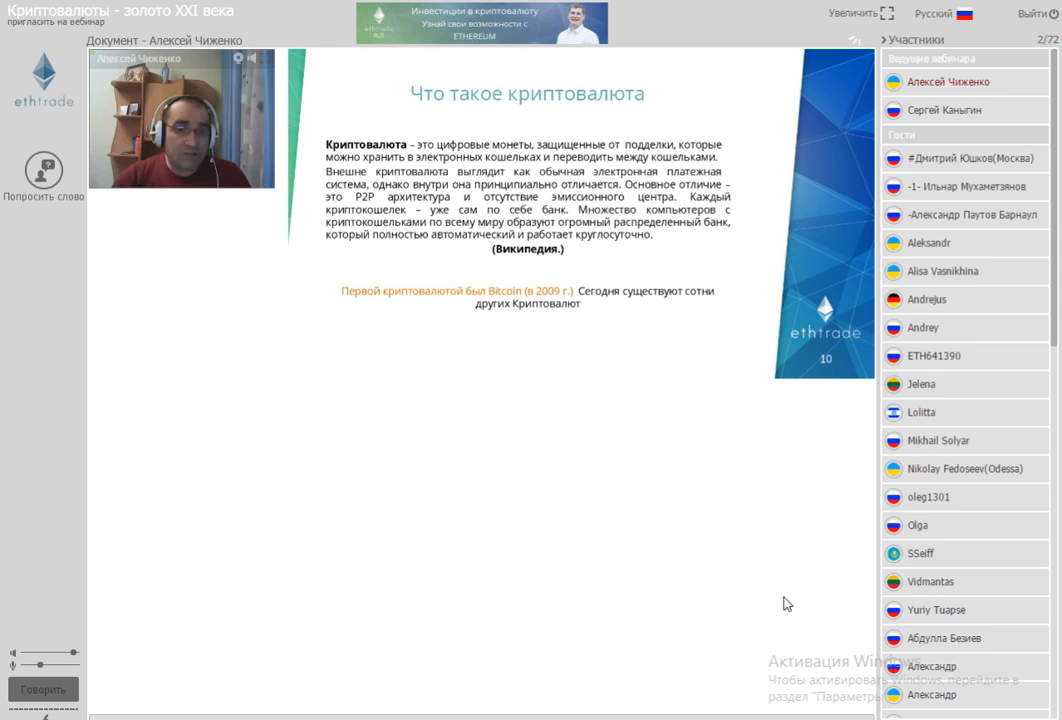 Криптовалюты - золото XXI века
пригласить на вебинар
ethtrade
RUS
Инвестиции в криптовалюту
Узнай свои возможности с
ETHEREUM
Увеличить
Русский
Выйти
Документ - Алексей Чиженко
Участники
2/72
ethtrade
Попросить слово
Алексей Чиженко
Что такое криптовалюта
Криптовалюта – это цифровые монеты, защищенные от подделки, которые
можно хранить в электронных кошельках и переводить между кошельками.
Внешне криптовалюта выглядит как обычная электронная платежная
система, однако внутри она принципиально отличается. Основное отличие –
это P2P архитектура и отсутствие эмиссионного центра. Каждый
криптокошелек – уже сам по себе банк. Множество компьютеров с
криптокошельками по всему миру образуют огромный распределенный банк,
который полностью автоматический и работает круглосуточно.
(Википедия.)
Первой криптовалютой был Bitcoin (в 2009 г.) Сегодня существуют сотни
других Криптовалют
ethtrade
10
Ведущие вебинара
Алексей Чиженко
Сергей Каныгин
Гости
#Дмитрий Юшков(Москва)
-1- Ильнар Мухаметзянов
-Александр Паутов Барнаул
Aleksandr
Alisa Vasnikhina
Andrejus
Andrey
ETH641390
Jelena
Lolitta
Mikhail Solyar
Nikolay Fedoseev(Odessa)
oleg1301
Olga
SSeiff
Vidmantas
Yuriy Tuapse
Абдулла Безиев
Александр
Александр
Говорить
Активация Windows
Чтобы активировать Windows, перейдите в
раздел "Параметры